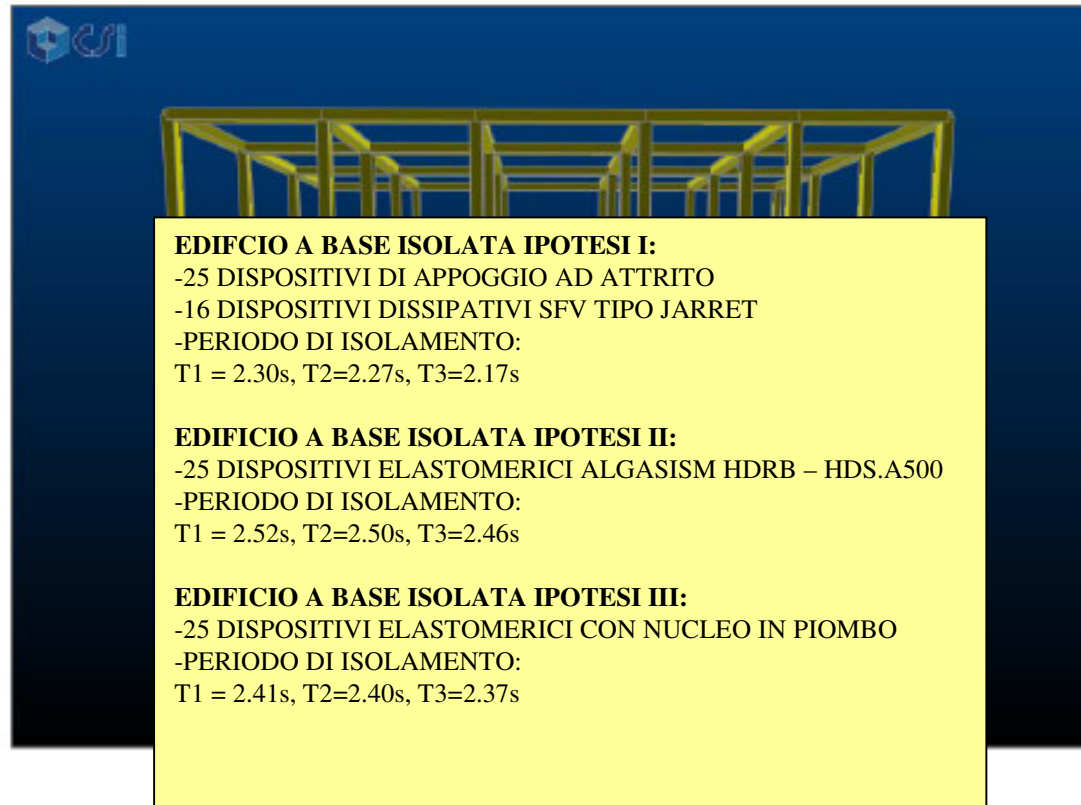 CSI
EDIFCIO A BASE ISOLATA IPOTESI I:
-25 DISPOSITIVI DI APPOGGIO AD ATTRITO
-16 DISPOSITIVI DISSIPATIVI SFV TIPO JARRET
-PERIODO DI ISOLAMENTO:
T1 = 2.30s, T2=2.27s, T3=2.17s
EDIFICIO A BASE ISOLATA IPOTESI II:
-25 DISPOSITIVI ELASTOMERICI ALGASISM HDRB – HDS.A500
-PERIODO DI ISOLAMENTO:
T1 = 2.52s, T2=2.50s, T3=2.46s
EDIFICIO A BASE ISOLATA IPOTESI III:
-25 DISPOSITIVI ELASTOMERICI CON NUCLEO IN PIOMBO
-PERIODO DI ISOLAMENTO:
T1 = 2.41s, T2=2.40s, T3=2.37s